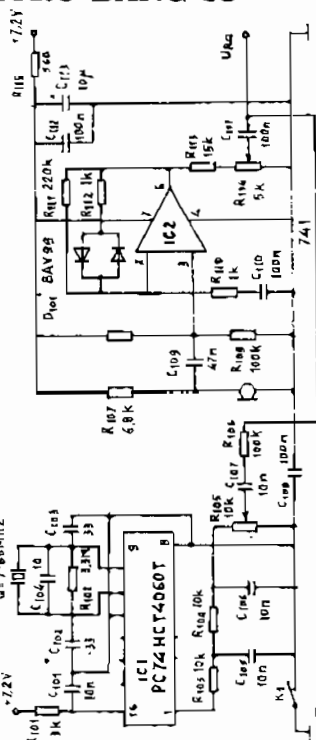 +7.2V
R115
560
C113
10µ
C112
100n
R111 220k
R112 1k
BAV99
D101
IC2
7
6
4
3
R113
15k
R114
5k
C111
100n
741
R110
1k
C110
100n
C109
47n
R108
100k
R107
6,8k
R106
100k
C107
10n
R105
10k
C108
100n
C103
33
C104
10
R102
3,3M
C102
33
C101
10n
+7.2V
IC1
PC74HCT4060T
16
1
9
8
R103 10k
R104 10k
C105
10n
C106
10n
K1